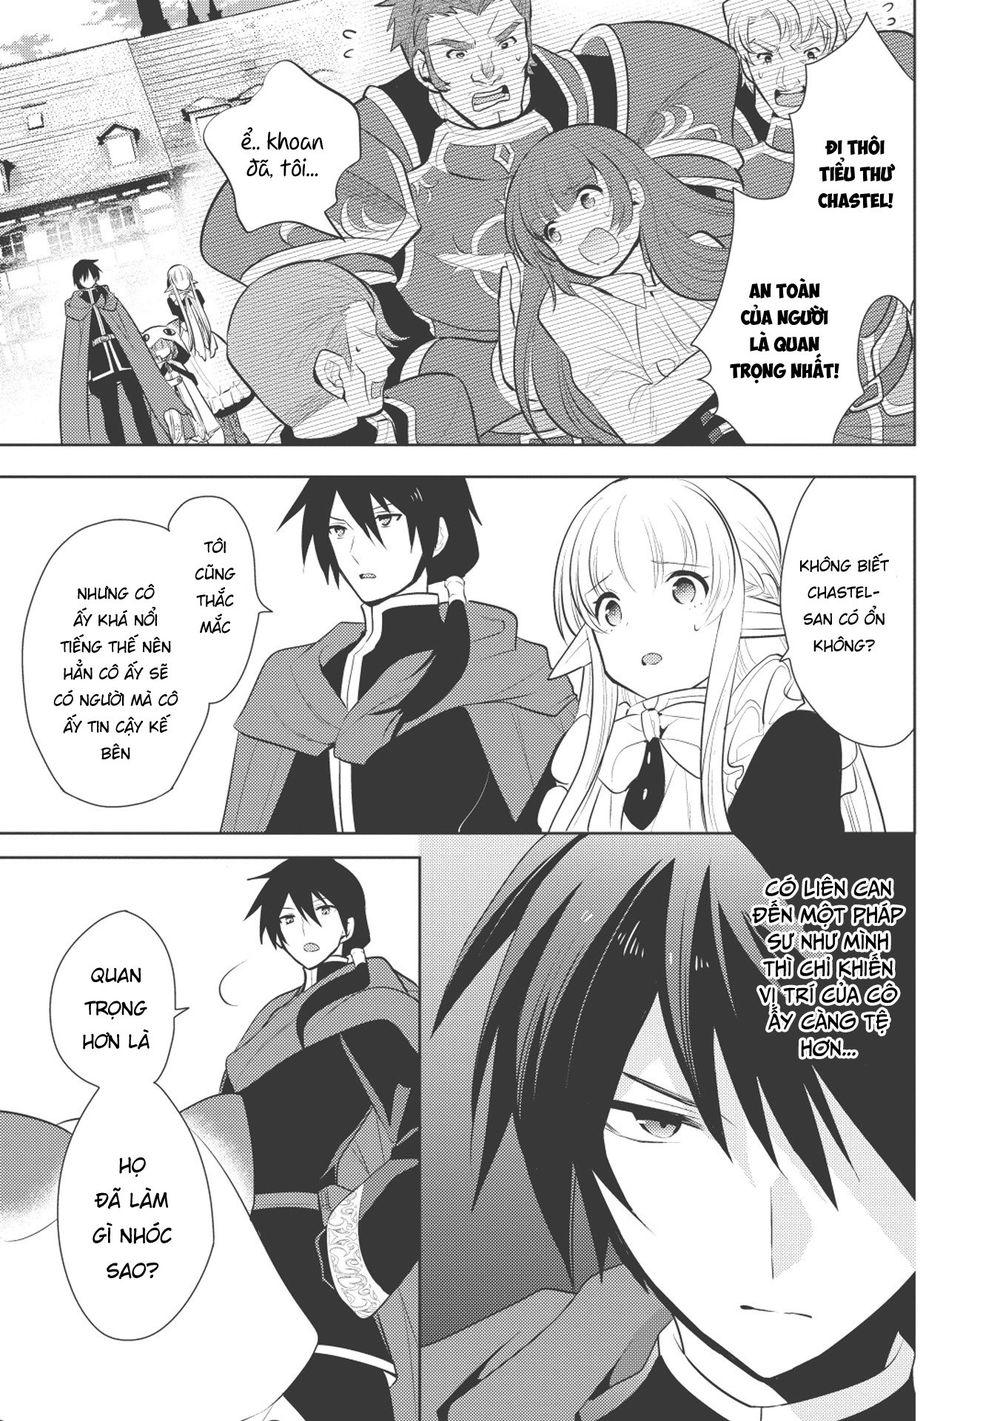 ĐI THÔI
TIỂU THƯ
CHASTEL!
AN TOÀN
CỦA NGƯỜI
LÀ QUAN
TRỌNG NHẤT!
ể.. khoan
đã, tôi...
KHÔNG BIẾT
CHASTEL-
SAN CÓ ỔN
KHÔNG?
TÔI
CŨNG
THẮC
MẮC
NHƯNG CÔ
ẤY KHÁ NỔI
TIẾNG THẾ NÊN
HẲN CÔ ẤY SẼ
CÓ NGƯỜI MÀ CÔ
ẤY TIN CẬY KẾ
BÊN
CÓ LIÊN CAN
ĐẾN MỘT PHÁP
SƯ NHƯ MÌNH
THÌ CHỈ KHIẾN
VỊ TRÍ CỦA CÔ
ẤY CÀNG TỆ
HƠN...
QUAN
TRỌNG
HƠN LÀ
HỌ
ĐÃ LÀM
GÌ NHÓC
SAO?